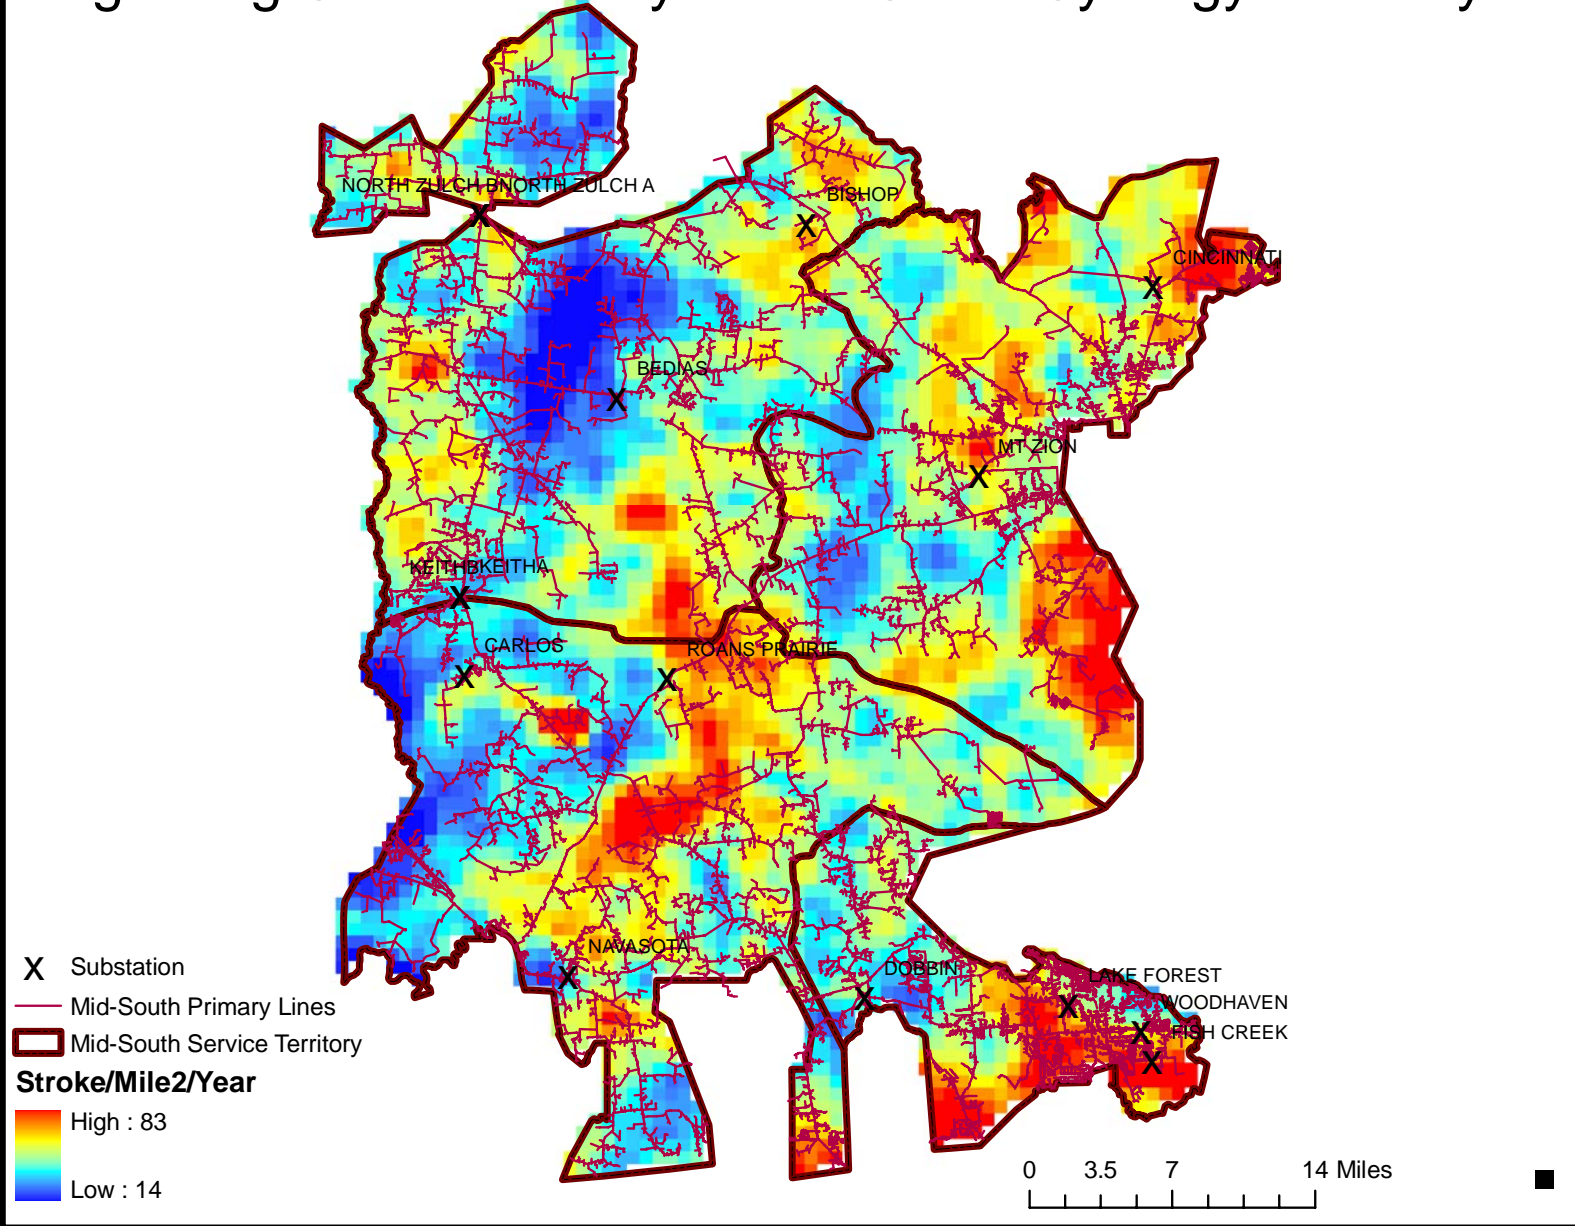 NORTH ZULCH BNORTH ZULCH A
BISHOP
CINCINNATI
BEDIAS
MT ZION
KEITHBKEITHA
CARLOS
ROANS PRAIRIE
NAVASOTA
DOBBIN
LAKE FOREST
WOODHAVEN
FISH CREEK
X Substation
Mid-South Primary Lines
Mid-South Service Territory
Stroke/Mile2/Year
High : 83
Low : 14
0 3.5 7 14 Miles